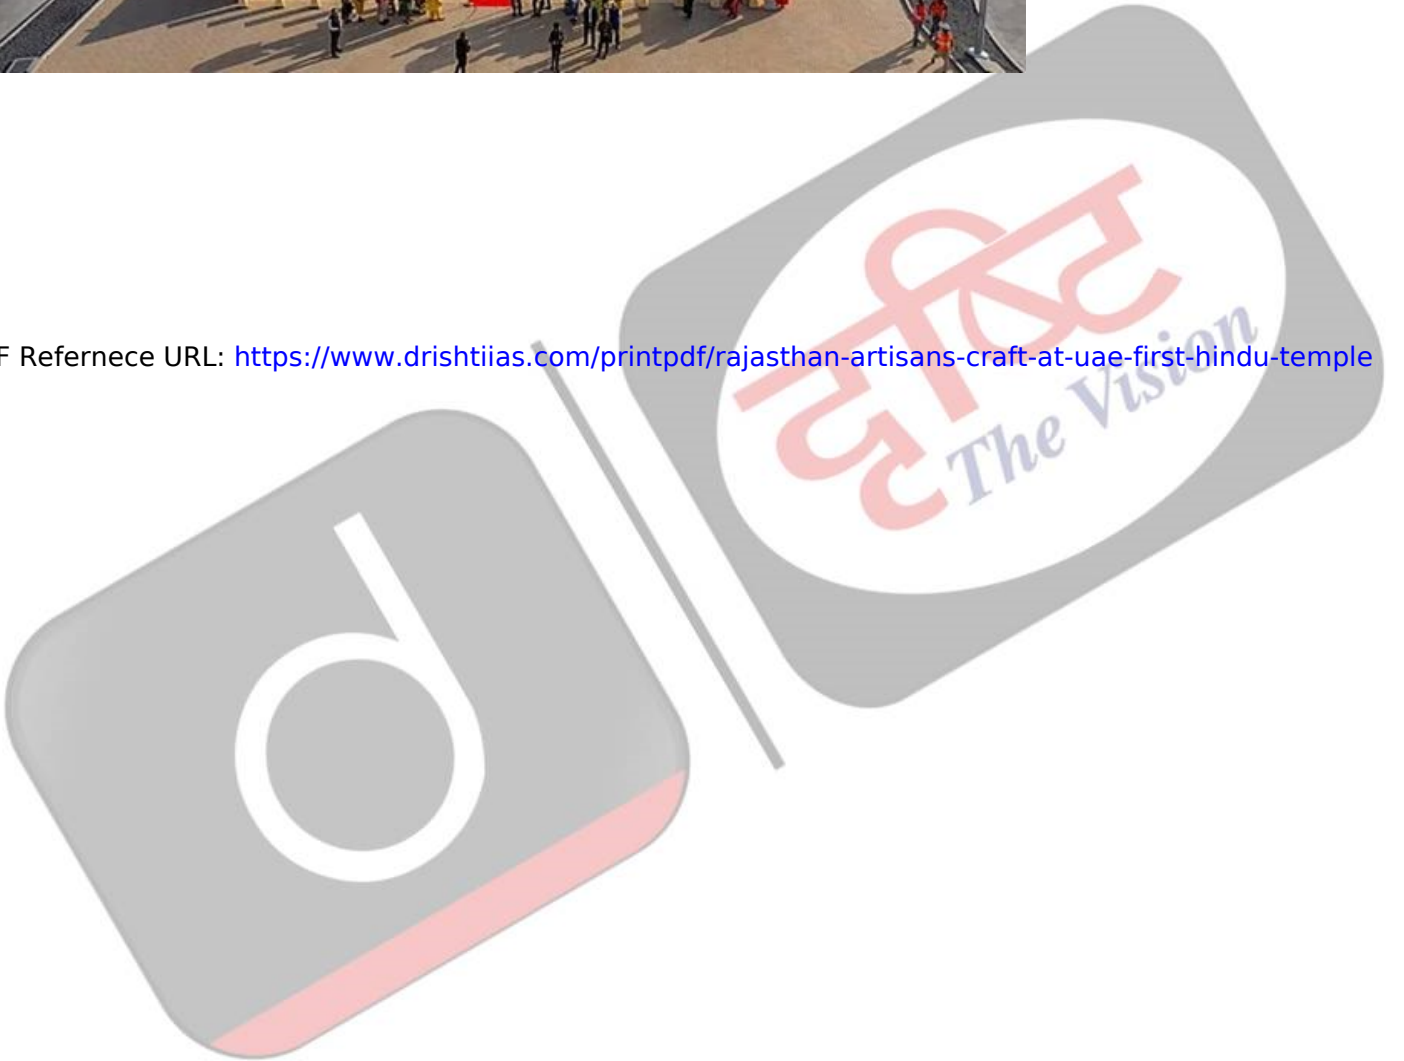 F Refernece URL: https://www.drishtiias.com/printpdf/rajasthan-artisans-craft-at-uae-first-hindu-temple
दृष्टि
The Vision
d